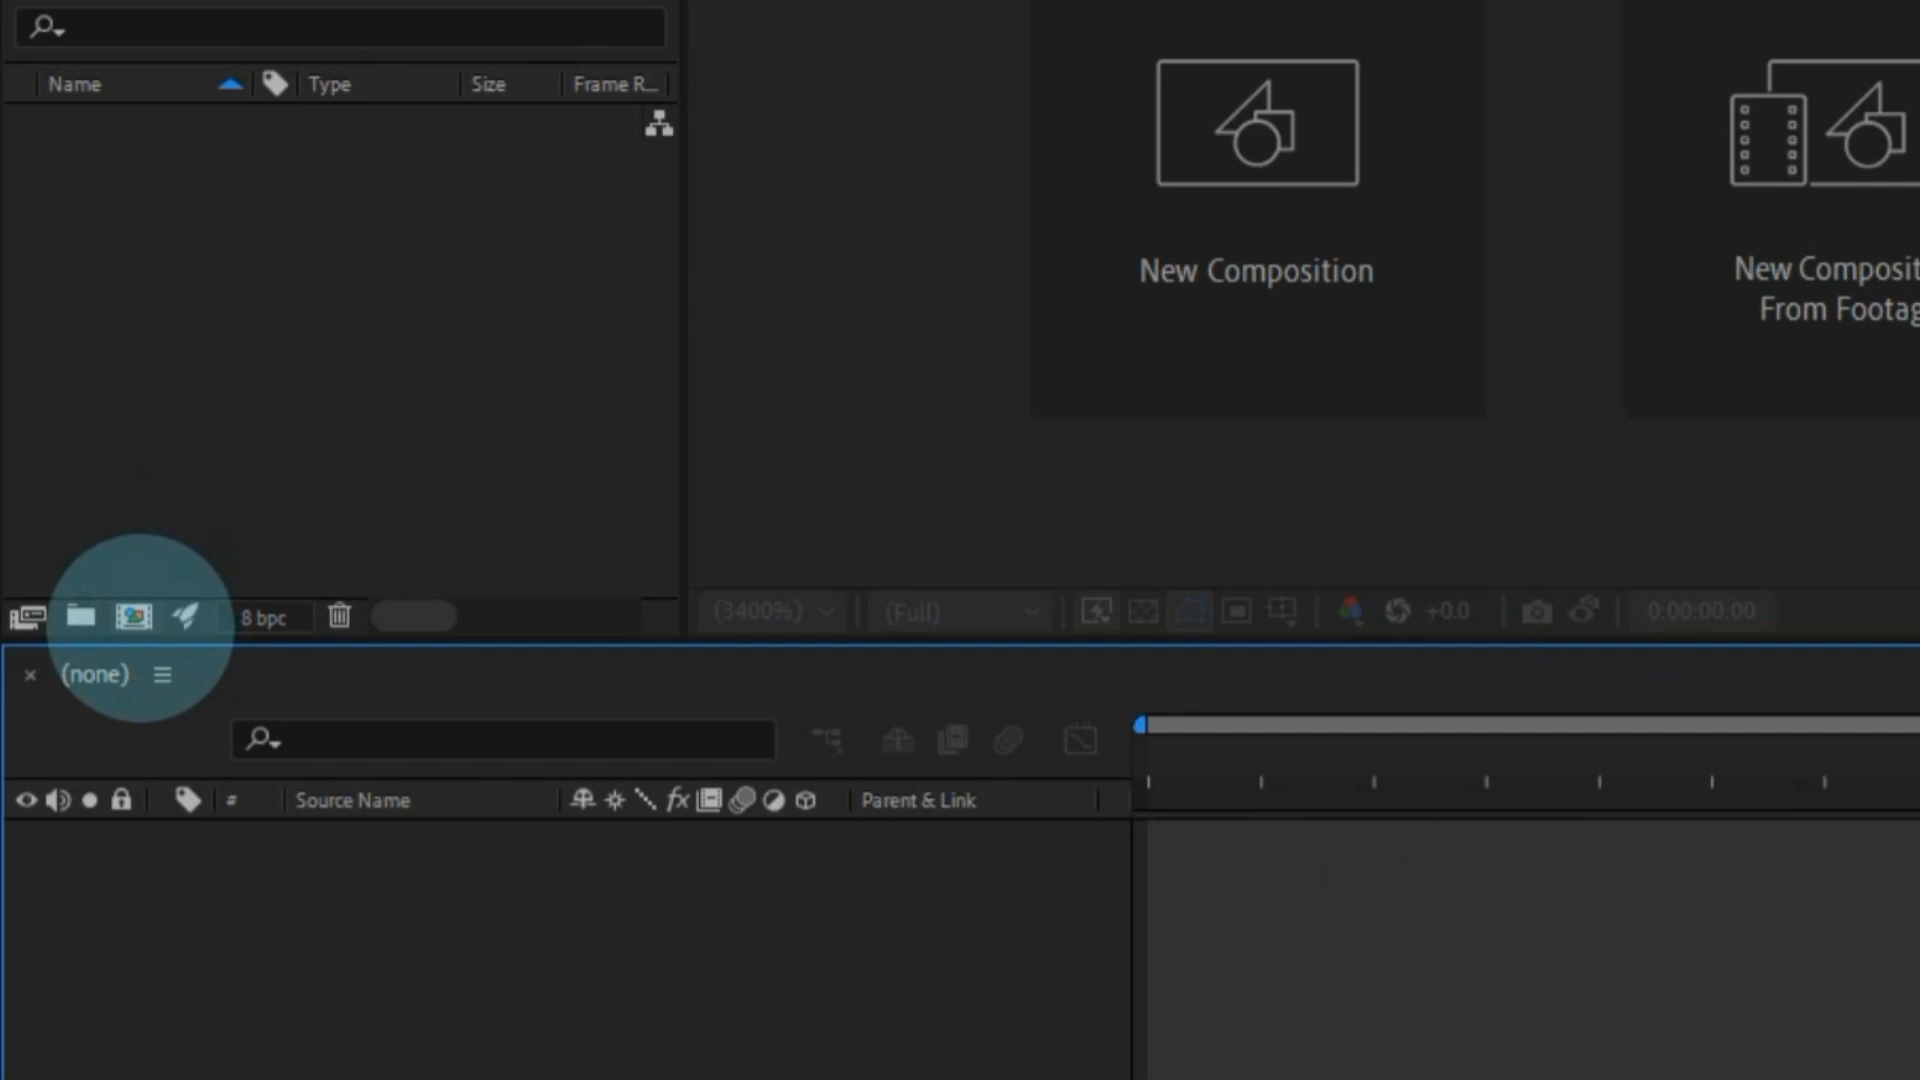 Name Type Size Frame R...
New Composition
New Composit
From Footag
8 bpc
(3400%) (Full) +0.0 0:00:00:00
(none)
# Source Name fx Parent & Link